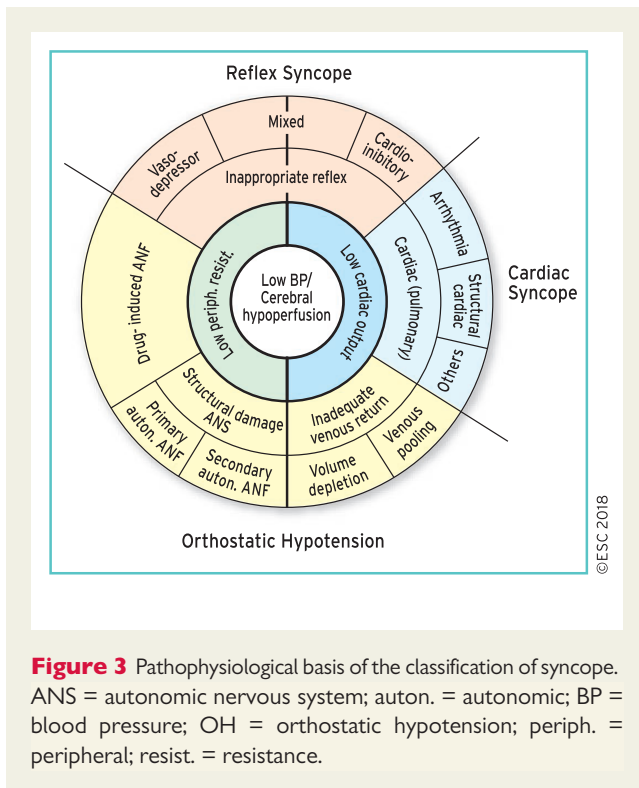 Reflex Syncope
Mixed
Vaso-
depressor
Cardio-
inibitory
Inappropriate reflex
Arrhythmia
Structural
cardiac
Others
Cardiac (pulmonary)
Cardiac
Syncope
Low periph. resist.
Low cardiac output
Low BP/
Cerebral
hypoperfusion
Drug- induced ANF
Structural damage
ANS
Inadequate
venous return
Primary
auton. ANF
Secondary
auton. ANF
Volume
depletion
Venous
pooling
Orthostatic Hypotension
©ESC 2018
Figure 3 Pathophysiological basis of the classification of syncope.
ANS = autonomic nervous system; auton. = autonomic; BP =
blood pressure; OH = orthostatic hypotension; periph. =
peripheral; resist. = resistance.